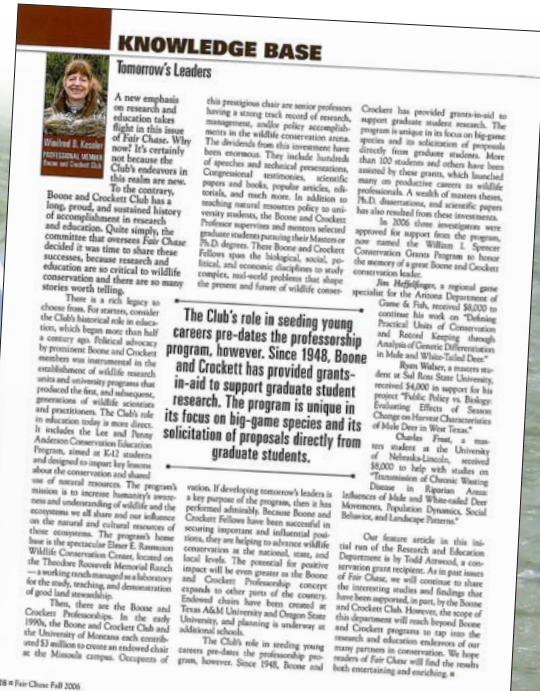 KNOWLEDGE BASE
Tomorrow's Leaders
Winifred B. Kessler
PROFESSIONAL MEMBER
Boone and Crockett Club
A new emphasis
on research and
education takes
flight in this issue
of Fair Chase. Why
now? It's certainly
not because the
Club's endeavors in
this realm are new.
To the contrary,
Boone and Crockett Club has a
long, proud, and sustained history
of accomplishment in research
and education. Quite simply, the
committee that oversees Fair Chase
decided it was time to share these
successes, because research and
education are so critical to wildlife
conservation and there are so many
stories worth telling.
There is a rich legacy to
choose from. For starters, consider
the Club's historical role in educa-
tion, which began more than half
a century ago. Political advocacy
by prominent Boone and Crockett
members was instrumental in the
establishment of wildlife research
units and university programs that
produced the first, and subsequent,
generations of wildlife scientists
and practitioners. The Club's role
in education today is more direct.
It includes the Lee and Penny
Anderson Conservation Education
Program, aimed at K-12 students
and designed to impart key lessons
about the conservation and shared
use of natural resources. The program's
mission is to increase humanity's aware-
ness and understanding of wildlife and the
ecosystems we all share and our influence
on the natural and cultural resources of
those ecosystems. The program's home
base is the spectacular Elmer E. Rasmuson
Wildlife Conservation Center, located on
the Theodore Roosevelt Memorial Ranch
—a working ranch managed as a laboratory
for the study, teaching, and demonstration
of good land stewardship.
Then, there are the Boone and
Crockett Professorships. In the early
1990s, the Boone and Crockett Club and
the University of Montana each contrib-
uted $3 million to create an endowed chair
at the Missoula campus. Occupants of
this prestigious chair are senior professors
having a strong track record of research,
management, and/or policy accomplish-
ments in the wildlife conservation arena.
The dividends from this investment have
been enormous. They include hundreds
of speeches and technical presentations,
Congressional testimonies, scientific
papers and books, popular articles, edi-
torials, and much more. In addition to
teaching natural resources policy to uni-
versity students, the Boone and Crockett
Professor supervises and mentors selected
graduate students pursuing their Masters or
Ph.D. degrees. These Boone and Crockett
Fellows span the biological, social, po-
litical, and economic disciplines to study
complex, real-world problems that shape
the present and future of wildlife conser-
The Club's role in seeding young
careers pre-dates the professorship
program, however. Since 1948, Boone
and Crockett has provided grants-
in-aid to support graduate student
research. The program is unique in
its focus on big-game species and its
solicitation of proposals directly from
graduate students.
vation. If developing tomorrow's leaders is
a key purpose of the program, then it has
performed admirably. Because Boone and
Crockett Fellows have been successful in
securing important and influential posi-
tions, they are helping to advance wildlife
conservation at the national, state, and
local levels. The potential for positive
impact will be even greater as the Boone
and Crockett Professorship concept
expands to other parts of the country.
Endowed chairs have been created at
Texas A&M University and Oregon State
University, and planning is underway at
additional schools.
The Club's role in seeding young
careers pre-dates the professorship pro-
gram, however. Since 1948, Boone and
Crockett has provided grants-in-aid to
support graduate student research. The
program is unique in its focus on big-game
species and its solicitation of proposals
directly from graduate students. More
than 100 students and others have been
assisted by these grants, which launched
many on productive careers as wildlife
professionals. A wealth of masters theses,
Ph.D. dissertations, and scientific papers
has also resulted from these investments.
In 2006 three investigators were
approved for support from the program,
now named the William I. Spencer
Conservation Grants Program to honor
the memory of a great Boone and Crockett
conservation leader.
Jim Heffelfinger, a regional game
specialist for the Arizona Department of
Game & Fish, received $8,000 to
continue his work on "Defining
Practical Units of Conservation
and Record Keeping through
Analysis of Genetic Differentiation
in Mule and White-Tailed Deer."
Ryan Walser, a masters stu-
dent at Sul Ross State University,
received $4,000 in support for his
project "Public Policy vs. Biology:
Evaluating Effects of Season
Change on Harvest Characteristics
of Mule Deer in West Texas."
Charles Frost, a mas-
ters student at the University
of Nebraska-Lincoln, received
$8,000 to help with studies on
"Transmission of Chronic Wasting
Disease in Riparian Areas:
Influences of Mule and White-tailed Deer
Movements, Population Dynamics, Social
Behavior, and Landscape Patterns."
Our feature article in this ini-
tial run of the Research and Education
Department is by Todd Atwood, a con-
servation grant recipient. As in past issues
of Fair Chase, we will continue to share
the interesting studies and findings that
have been supported, in part, by the Boone
and Crockett Club. However, the scope of
this department will reach beyond Boone
and Crockett programs to tap into the
research and education endeavors of our
many partners in conservation. We hope
readers of Fair Chase will find the results
both entertaining and enriching. ■
28 ■ Fair Chase Fall 2006